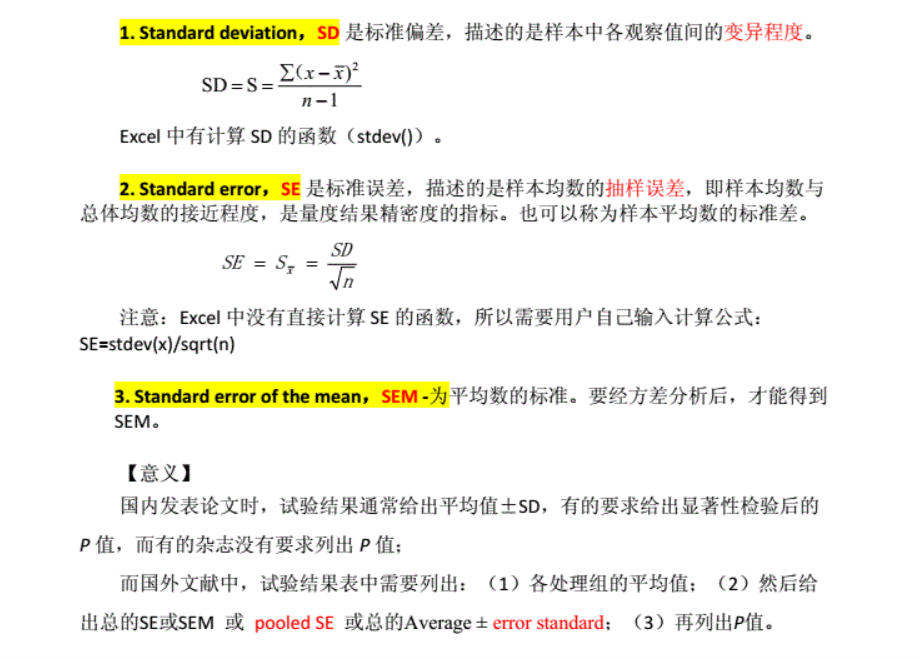 1. Standard deviation，SD 是标准偏差，描述的是样本中各观察值间的变异程度。
SD = S = ∑(x − x̄)² / n − 1
Excel 中有计算 SD 的函数（stdev()）。
2. Standard error，SE 是标准误差，描述的是样本均数的抽样误差，即样本均数与
总体均数的接近程度，是量度结果精密度的指标。也可以称为样本平均数的标准差。
SE = Sx̄ = SD / √n
注意：Excel 中没有直接计算 SE 的函数，所以需要用户自己输入计算公式：
SE=stdev(x)/sqrt(n)
3. Standard error of the mean，SEM -为平均数的标准。要经方差分析后，才能得到
SEM。
【意义】
国内发表论文时，试验结果通常给出平均值±SD，有的要求给出显著性检验后的
P 值，而有的杂志没有要求列出 P 值；
而国外文献中，试验结果表中需要列出：（1）各处理组的平均值；（2）然后给
出总的SE或SEM 或 pooled SE 或总的Average ± error standard；（3）再列出P值。